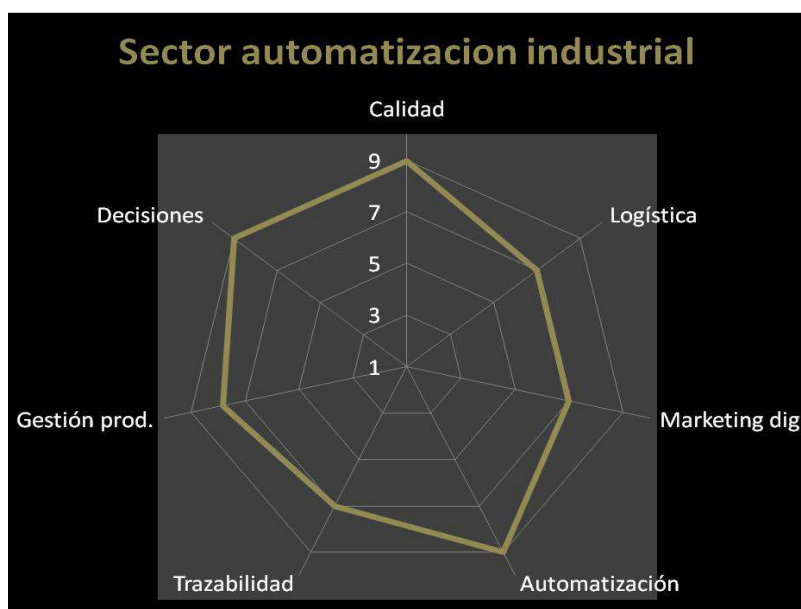 Sector automatizacion industrial
Calidad
9
Decisiones
Logística
7
5
3
1
Gestión prod.
Marketing dig
Trazabilidad
Automatización